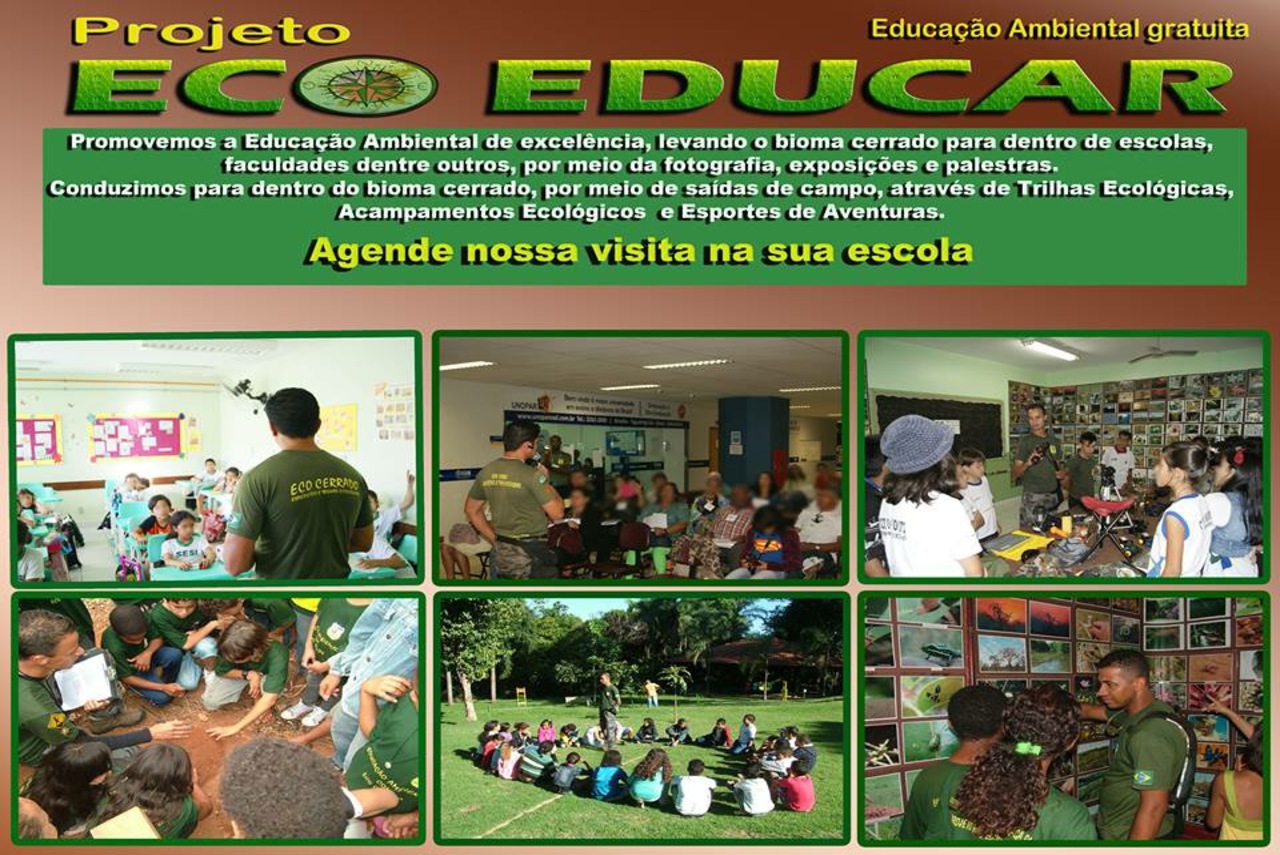 Projeto
Educação Ambiental gratuita
ECO EDUCAR
Promovemos a Educação Ambiental de excelência, levando o bioma cerrado para dentro de escolas,
faculdades dentre outros, por meio da fotografia, exposições e palestras.
Conduzimos para dentro do bioma cerrado, por meio de saídas de campo, através de Trilhas Ecológicas,
Acampamentos Ecológicos e Esportes de Aventuras.
Agende nossa visita na sua escola
ECO CERRADO
SESI
UNOPAR